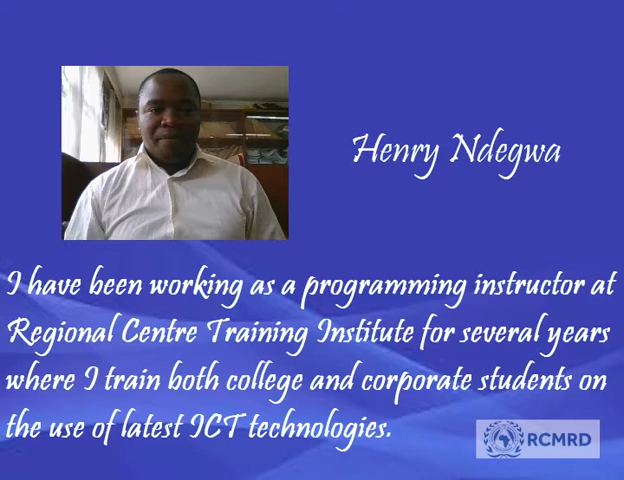 Henry Ndegwa
I have been working as a programming instructor at
Regional Centre Training Institute for several years
where I train both college and corporate students on
the use of latest ICT technologies.
RCMRD